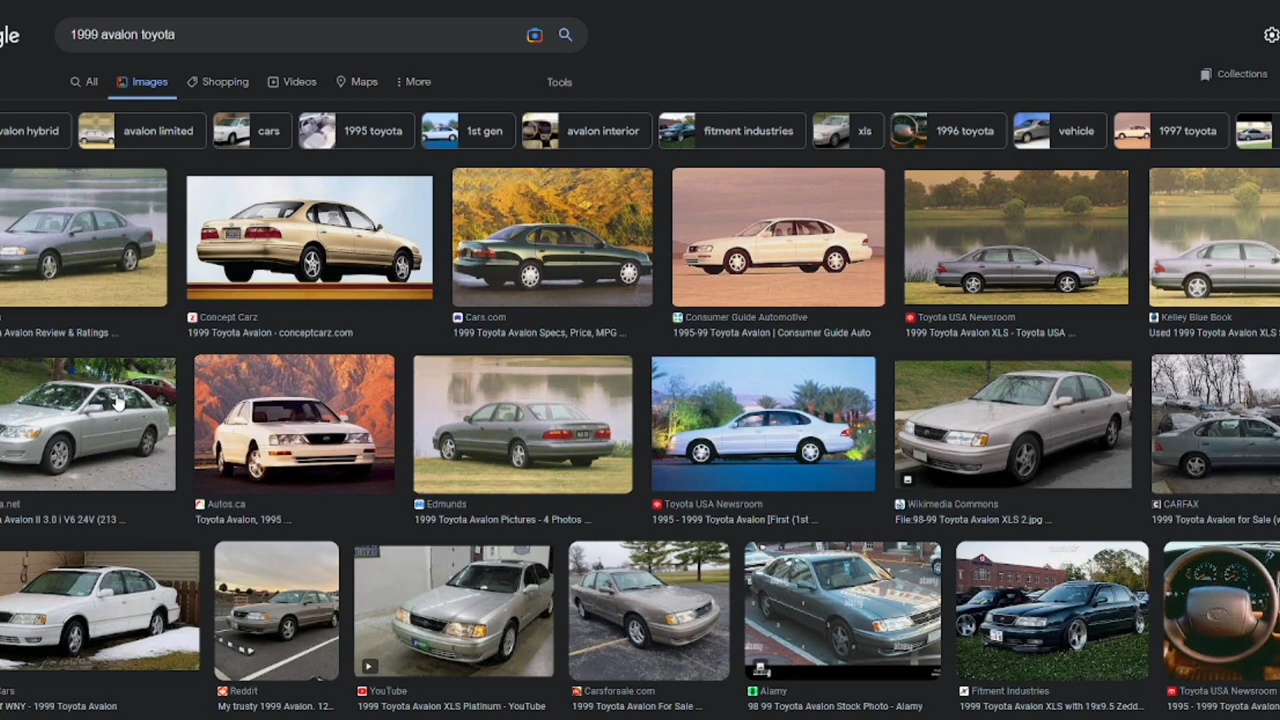 gle
1999 avalon toyota
All
Images
Shopping
Videos
Maps
More
Tools
Collections
valon hybrid
avalon limited
cars
1995 toyota
1st gen
avalon interior
fitment industries
xls
1996 toyota
vehicle
1997 toyota
Concept Carz
Cars.com
Consumer Guide Automotive
Toyota USA Newsroom
Kelley Blue Book
a Avalon Review & Ratings ...
1999 Toyota Avalon - conceptcarz.com
1999 Toyota Avalon Specs, Price, MPG ...
1995-99 Toyota Avalon | Consumer Guide Auto
1999 Toyota Avalon XLS - Toyota USA ...
Used 1999 Toyota Avalon XLS
a.net
Autos.ca
Edmunds
Toyota USA Newsroom
Wikimedia Commons
CARFAX
a Avalon II 3.0 i V6 24V (213 ...
Toyota Avalon, 1995 ...
1999 Toyota Avalon Pictures - 4 Photos ...
1995 - 1999 Toyota Avalon [First (1st ...
File:98-99 Toyota Avalon XLS 2.jpg ...
1999 Toyota Avalon for Sale (
alamy
Cars
Reddit
YouTube
Carsforsale.com
Alamy
Fitment Industries
Toyota USA Newsroom
f WNY - 1999 Toyota Avalon
My trusty 1999 Avalon. 12...
1999 Toyota Avalon XLS Platinum - YouTube
1999 Toyota Avalon For Sale ...
98 99 Toyota Avalon Stock Photo - Alamy
1999 Toyota Avalon XLS with 19x9.5 Zedd...
1995 - 1999 Toyota Avalon